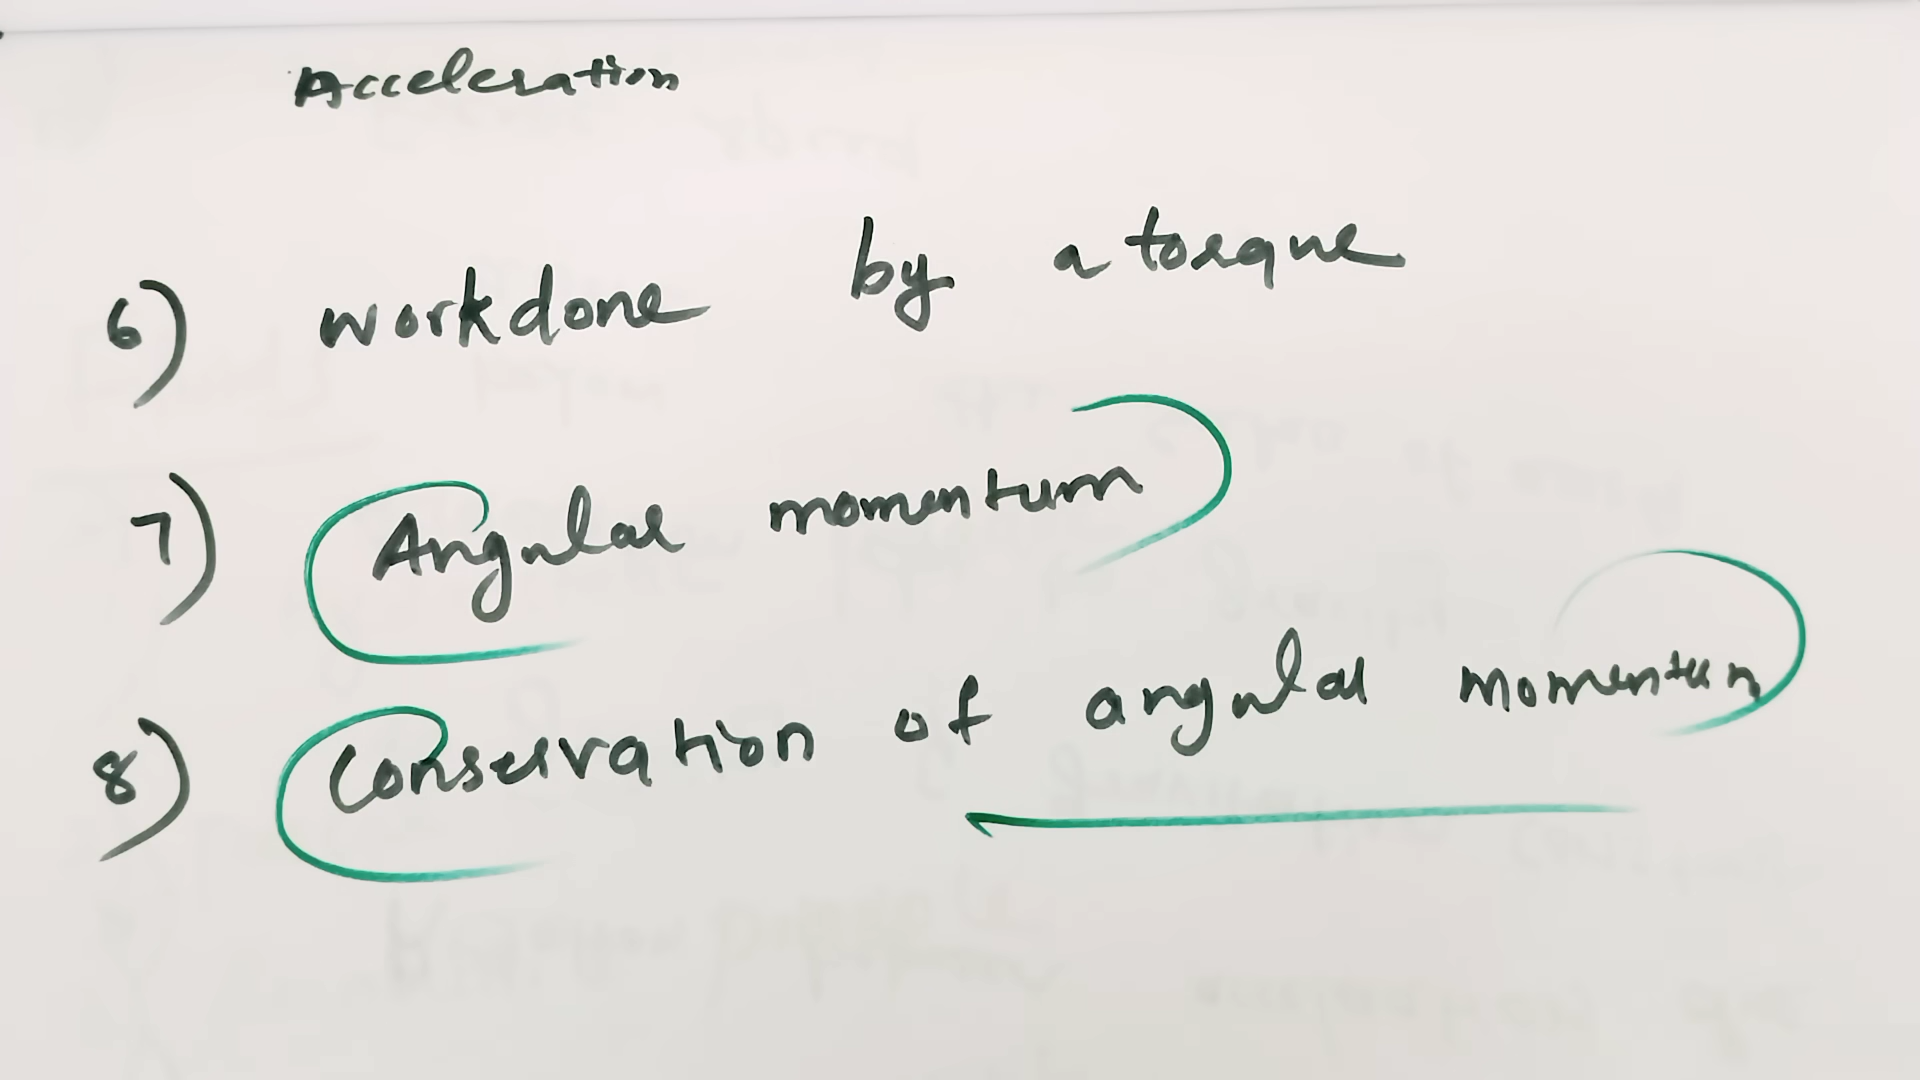 Acceleration
6) workdone by a torque
7) Angular momentum
8) Conservation of angular momentum